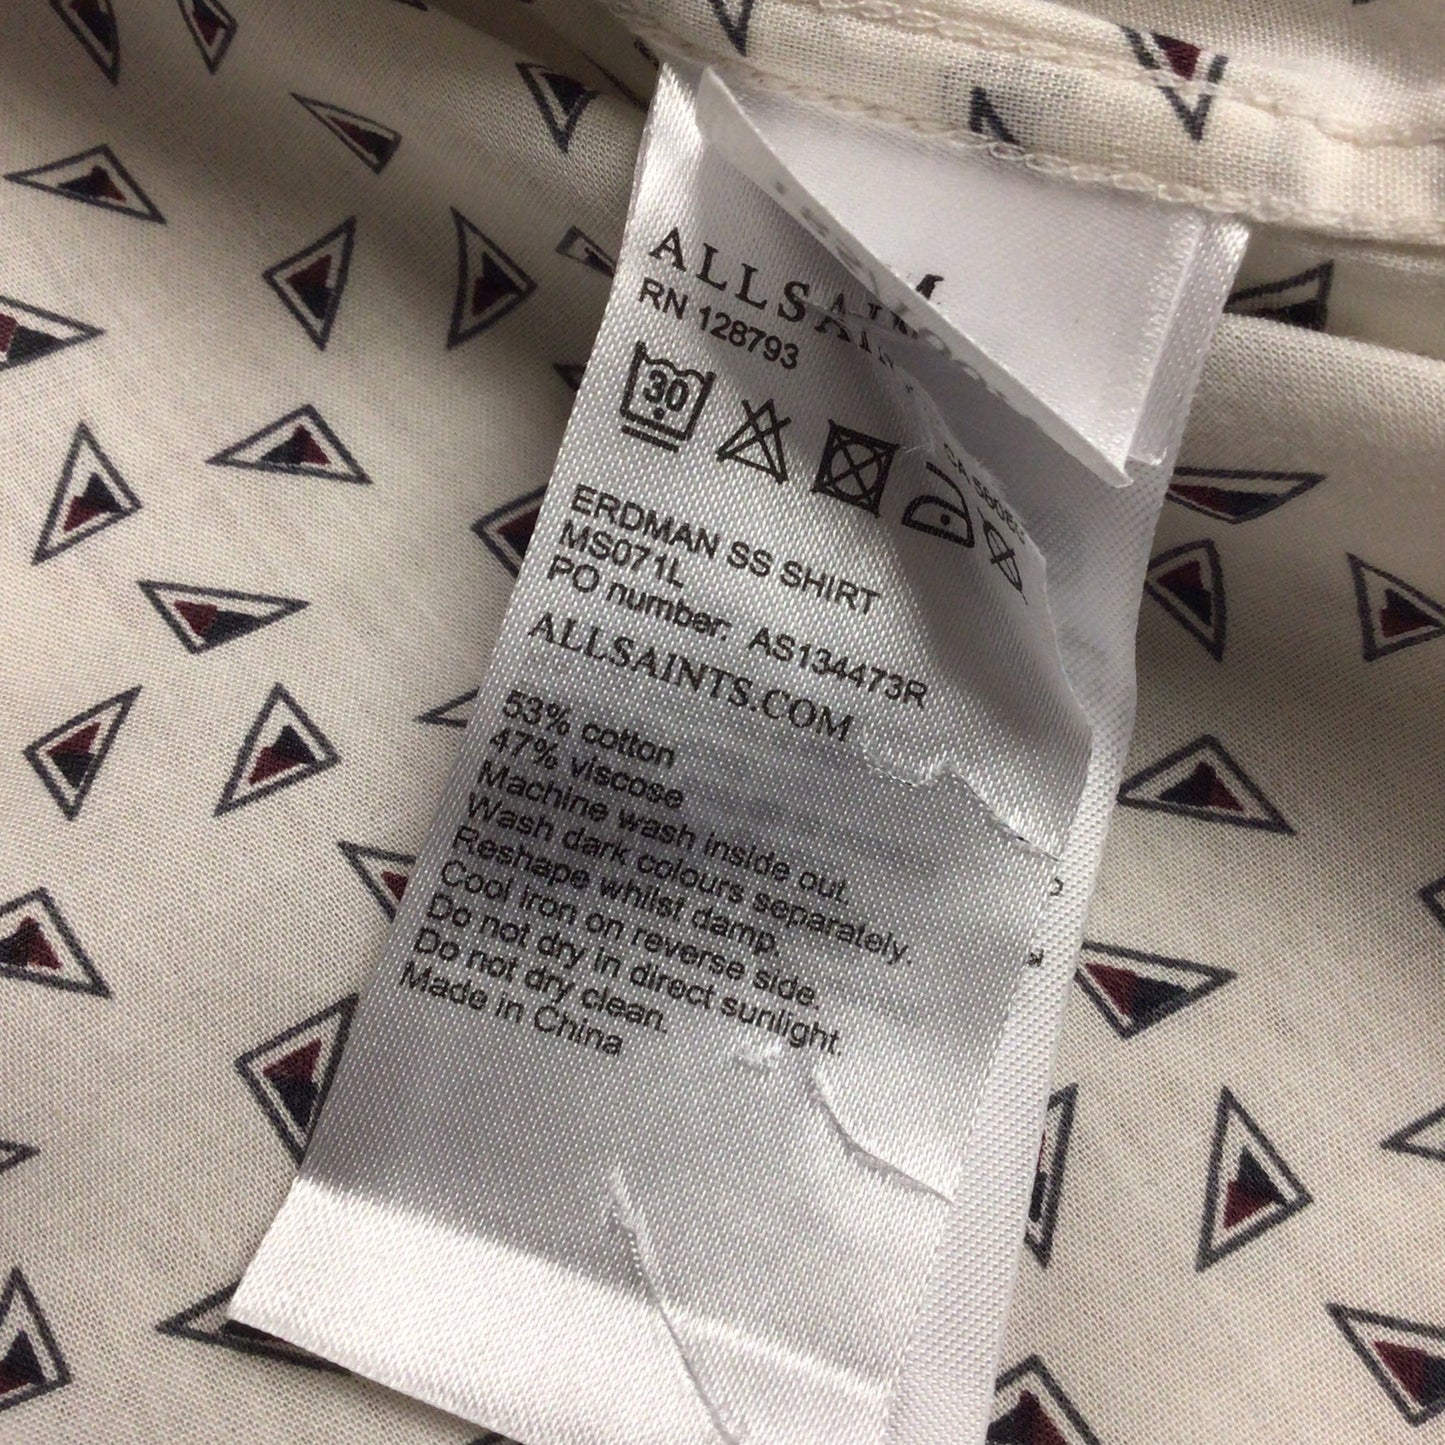 ALLSAINTS
RN 128793
30
ERDMAN SS SHIRT
MS071L
PO number: AS134473R
ALLSAINTS.COM
53% cotton
47% viscose
Machine wash inside out.
Wash dark colours separately.
Reshape whilst damp.
Cool iron on reverse side.
Do not dry in direct sunlight.
Do not dry clean.
Made in China